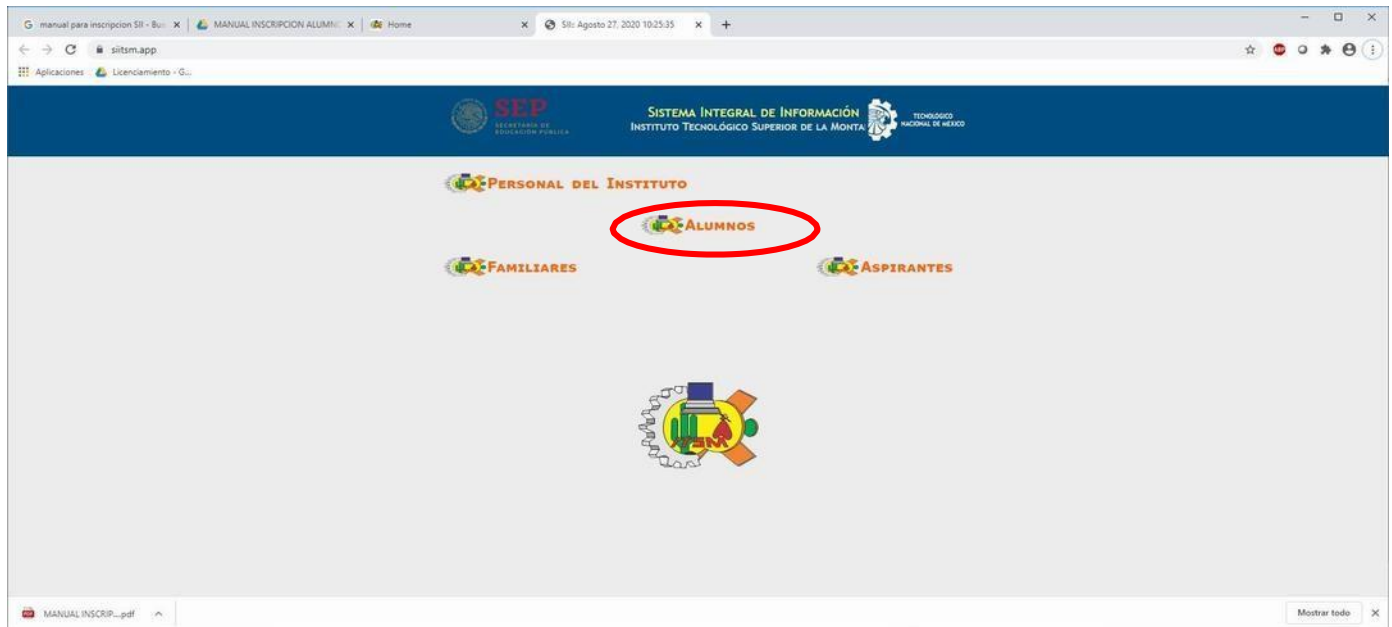 manual para inscripcion SII - Bus
MANUAL INSCRIPCION ALUMN
Home
SII: Agosto 27, 2020 10:25:35
siitsm.app
Aplicaciones
Licenciamiento - G...
SEP
SECRETARÍA DE
EDUCACIÓN PÚBLICA
SISTEMA INTEGRAL DE INFORMACIÓN
INSTITUTO TECNOLÓGICO SUPERIOR DE LA MONTA
TECNOLÓGICO
NACIONAL DE MÉXICO
PERSONAL DEL INSTITUTO
ALUMNOS
FAMILIARES
ASPIRANTES
ITSM
MANUAL INSCRIP....pdf
Mostrar todo